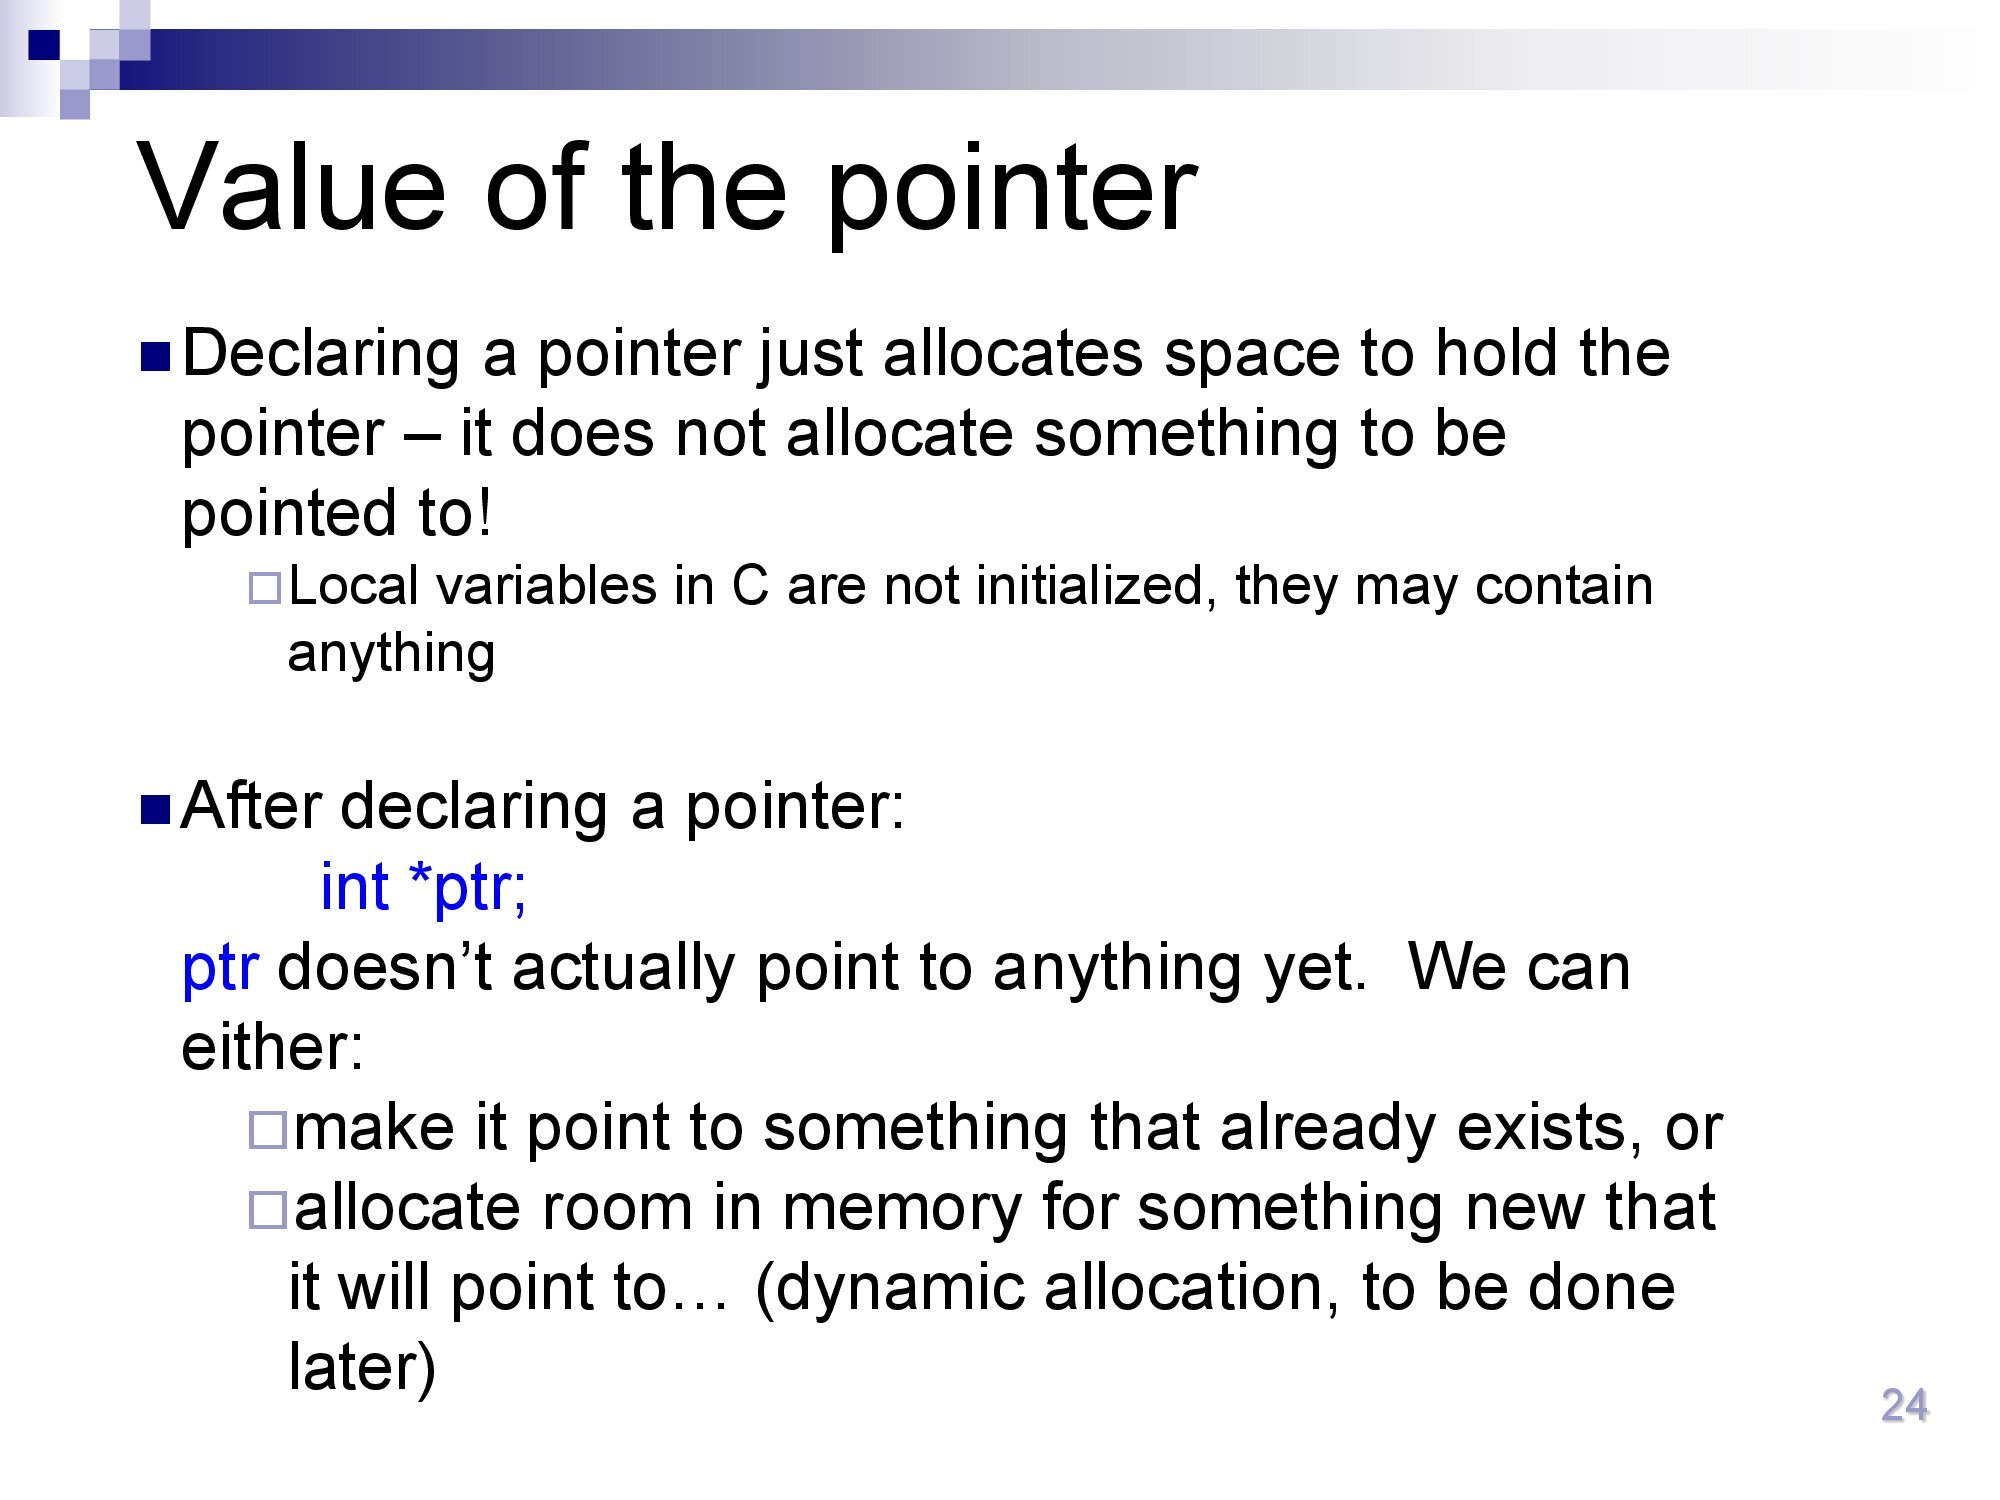 Value of the pointer
Declaring a pointer just allocates space to hold the
pointer – it does not allocate something to be
pointed to!
Local variables in C are not initialized, they may contain
anything
After declaring a pointer:
int *ptr;
ptr doesn’t actually point to anything yet.  We can
either:
make it point to something that already exists, or
allocate room in memory for something new that
it will point to… (dynamic allocation, to be done
later)
24